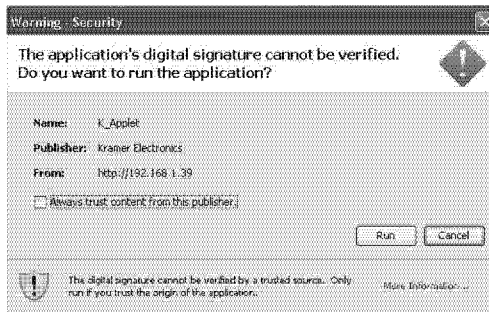 Warning - Security
The application's digital signature cannot be verified.
Do you want to run the application?
Name: K_Applet
Publisher: Kramer Electronics
From: http://192.168.1.39
Always trust content from this publisher.
Run Cancel
The digital signature cannot be verified by a trusted source. Only
run if you trust the origin of the application.
More Information...